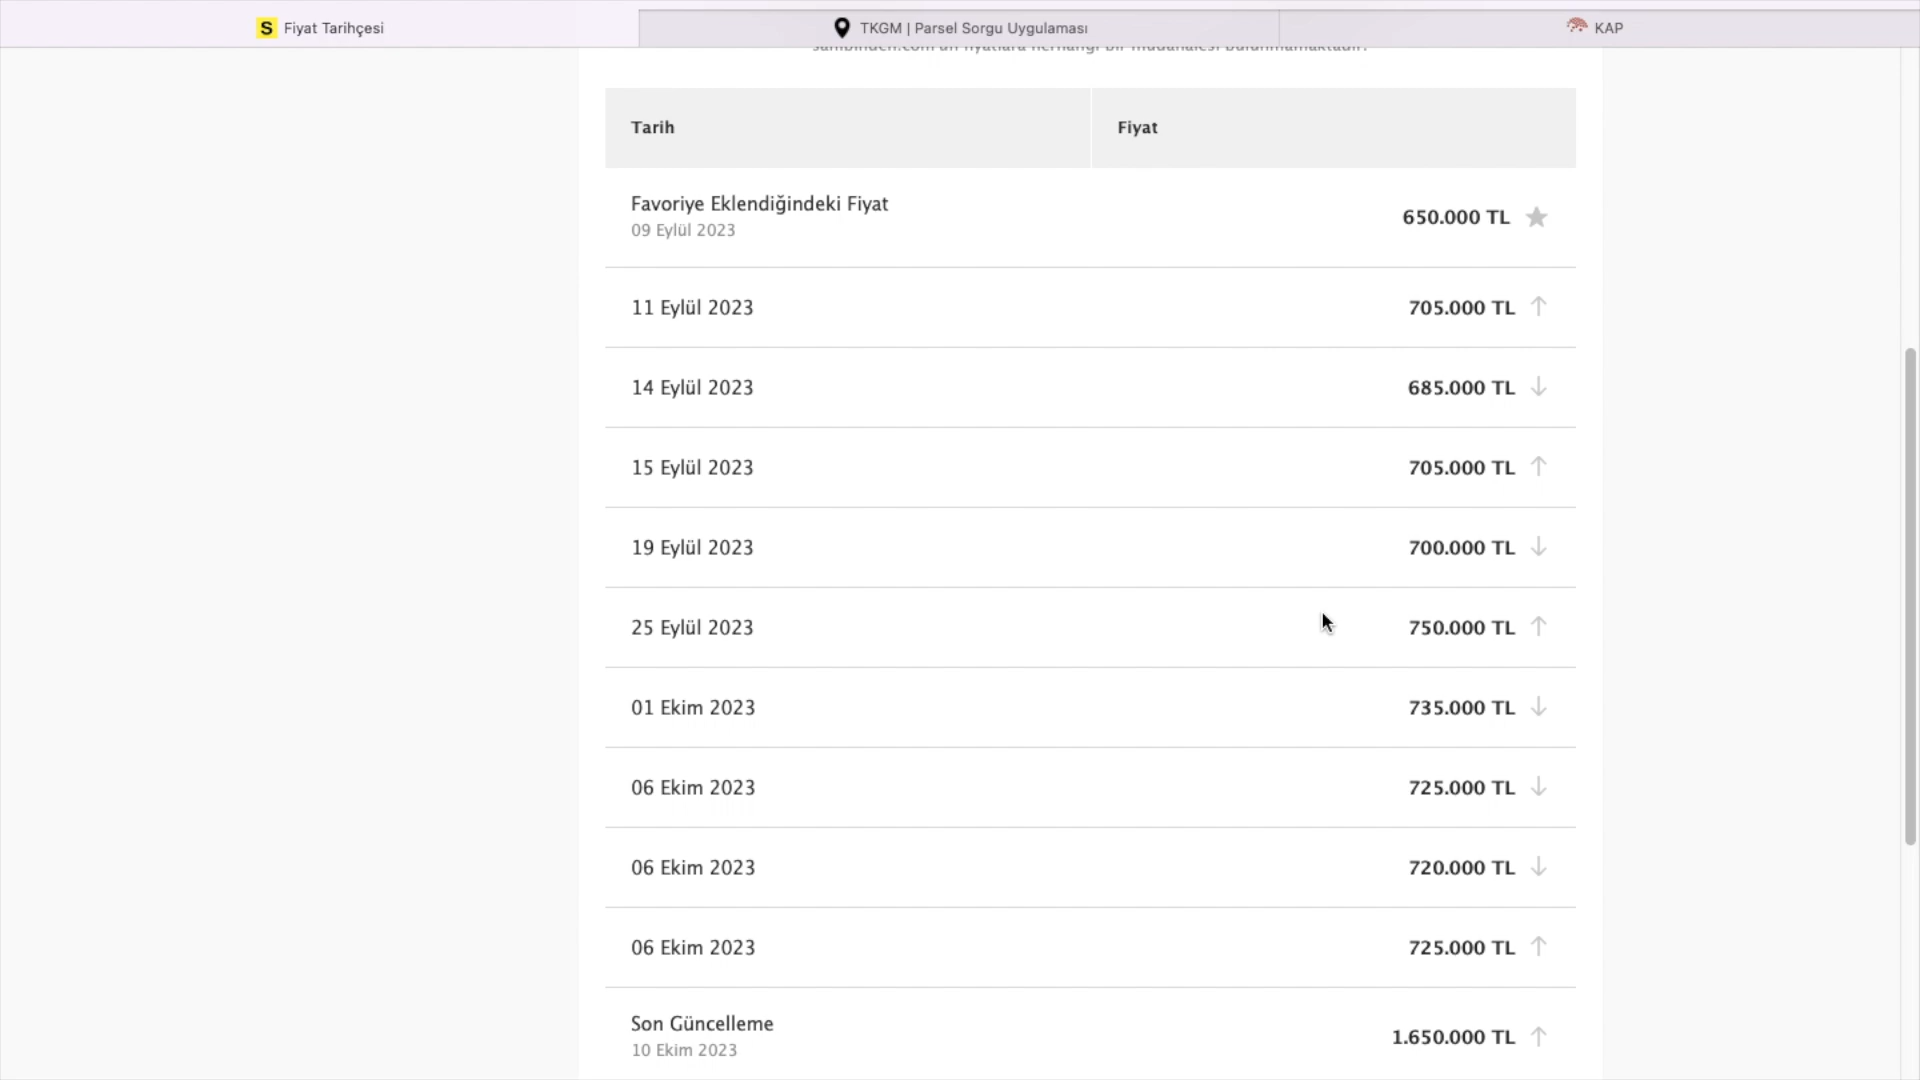 S Fiyat Tarihçesi
TKGM | Parsel Sorgu Uygulaması
KAP
Tarih
Fiyat
Favoriye Eklendiğindeki Fiyat
09 Eylül 2023
650.000 TL
11 Eylül 2023
705.000 TL
14 Eylül 2023
685.000 TL
15 Eylül 2023
705.000 TL
19 Eylül 2023
700.000 TL
25 Eylül 2023
750.000 TL
01 Ekim 2023
735.000 TL
06 Ekim 2023
725.000 TL
06 Ekim 2023
720.000 TL
06 Ekim 2023
725.000 TL
Son Güncelleme
10 Ekim 2023
1.650.000 TL